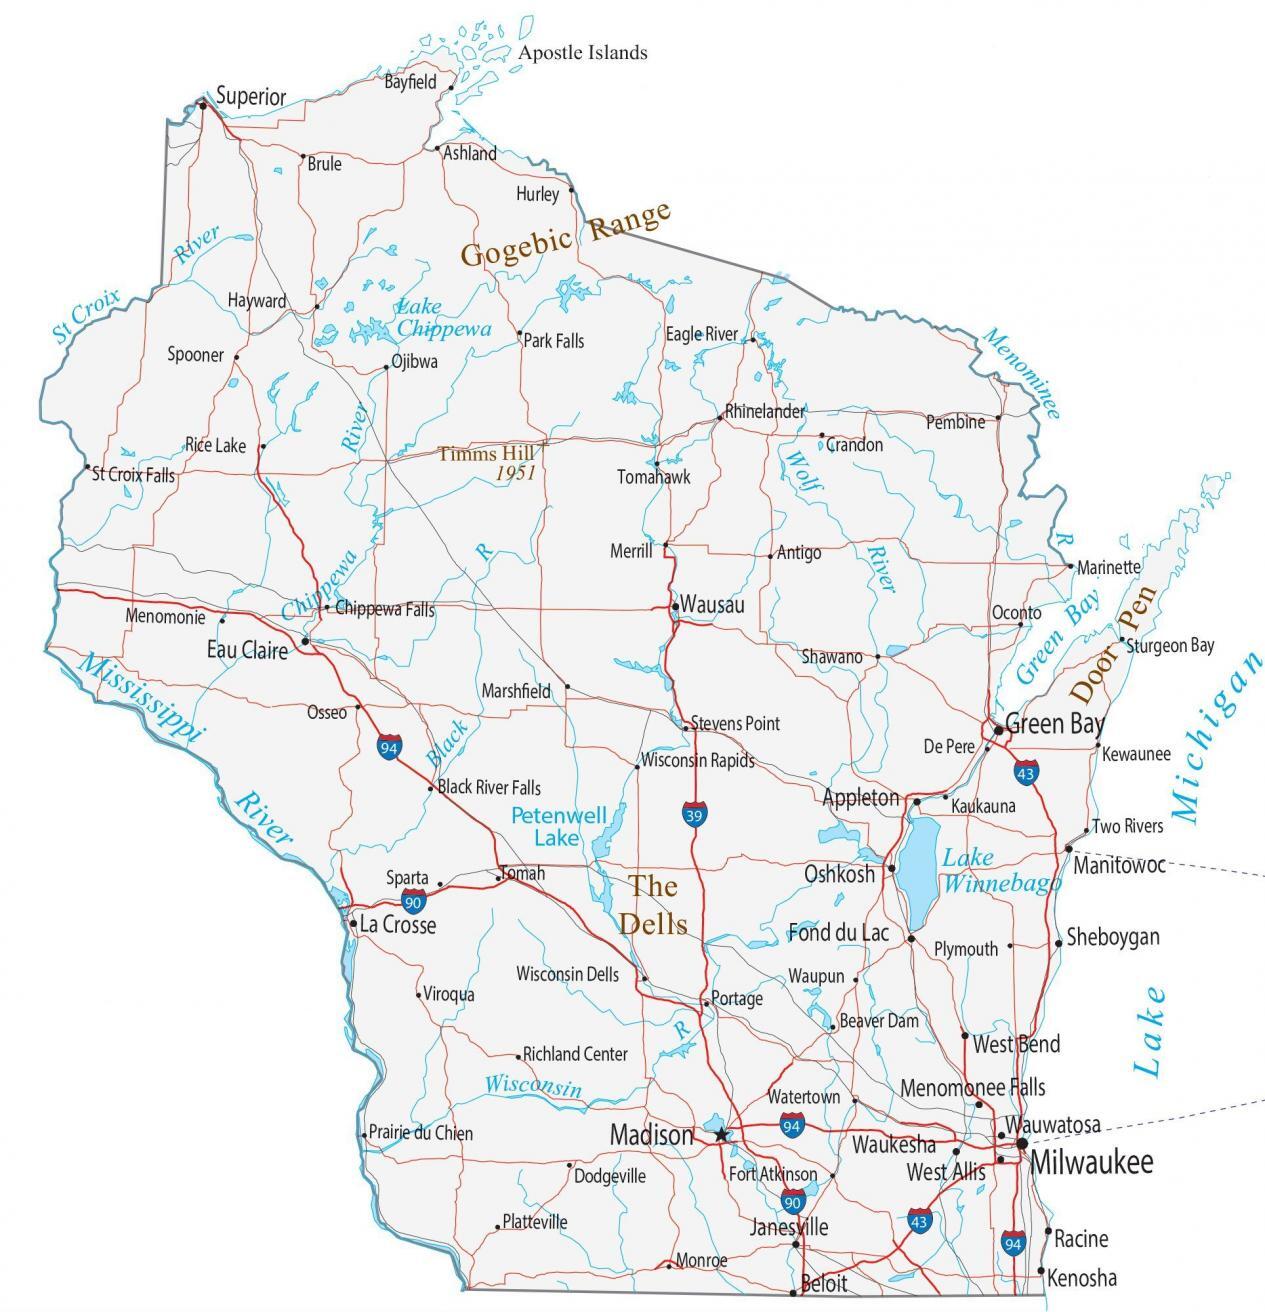 Apostle Islands
Bayfield
Superior
Brule
Ashland
Hurley
Gogebic Range
River
St Croix
Hayward
Lake
Chippewa
Spooner
Ojibwa
Park Falls
Eagle River
Menominee
Rhinelander
Pembine
Crandon
River
Rice Lake
Timms Hill
1951
St Croix Falls
Tomahawk
Wolf
River
R
Merrill
Antigo
R
Marinette
Chippewa
Chippewa Falls
Menomonie
Eau Claire
Wausau
Oconto
Green Bay
Door Pen
Shawano
Sturgeon Bay
Mississippi
River
Marshfield
Osseo
Stevens Point
Green Bay
De Pere
Kewaunee
94
Black
Wisconsin Rapids
43
Black River Falls
39
Appleton
Kaukauna
Petenwell
Lake
Two Rivers
Manitowoc
Lake
Winnebago
Oshkosh
Sparta
Tomah
90
The
Dells
La Crosse
Fond du Lac
Plymouth
Sheboygan
Wisconsin Dells
Waupun
Viroqua
Portage
Beaver Dam
R
West Bend
Richland Center
Lake Michigan
Wisconsin
Watertown
Menomonee Falls
Prairie du Chien
Madison
94
Wauwatosa
Waukesha
West Allis
Milwaukee
Dodgeville
Fort Atkinson
90
Platteville
Janesville
43
94
Racine
Monroe
Beloit
Kenosha